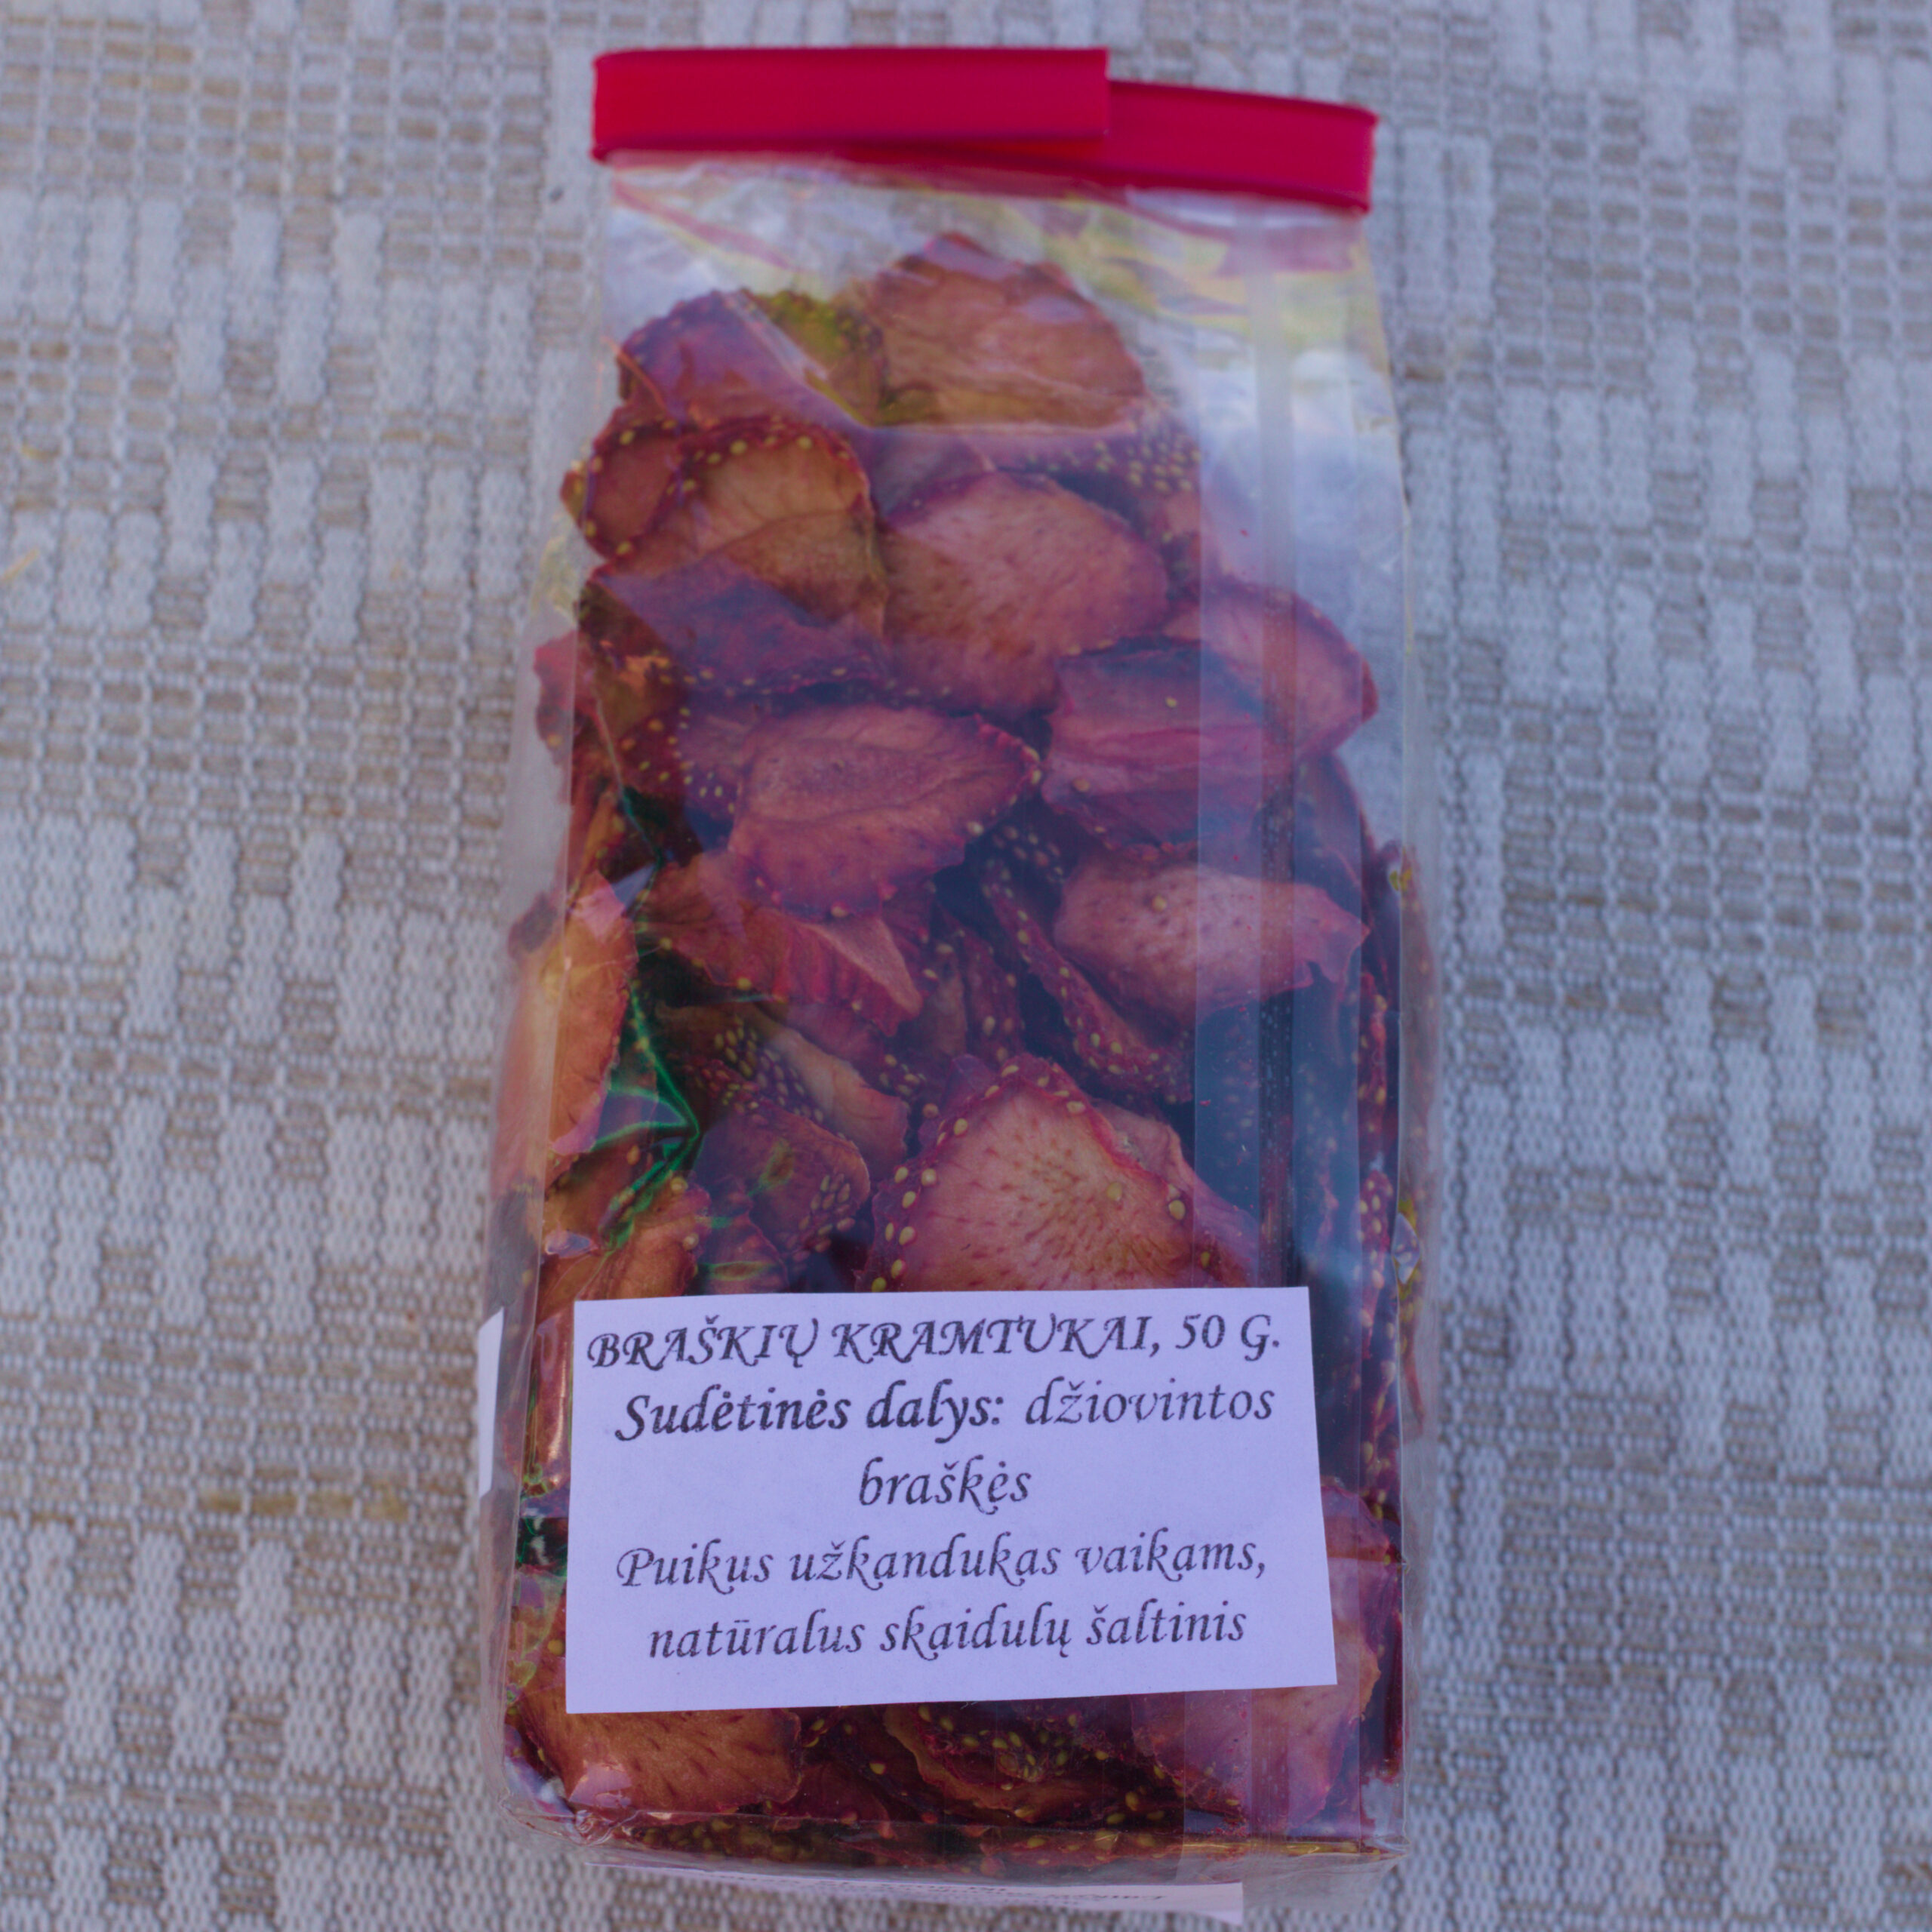 BRAŠKIŲ KRAMTUKAI, 50 G.
Sudėtinės dalys: džiovintos
braškės
Puikus užkandukas vaikams,
natūralus skaidulų šaltinis